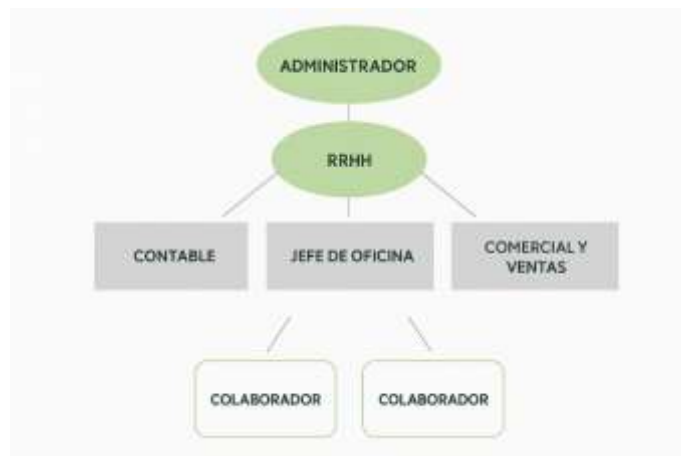 ADMINISTRADOR
RRHH
CONTABLE
JEFE DE OFICINA
COMERCIAL Y
VENTAS
COLABORADOR
COLABORADOR